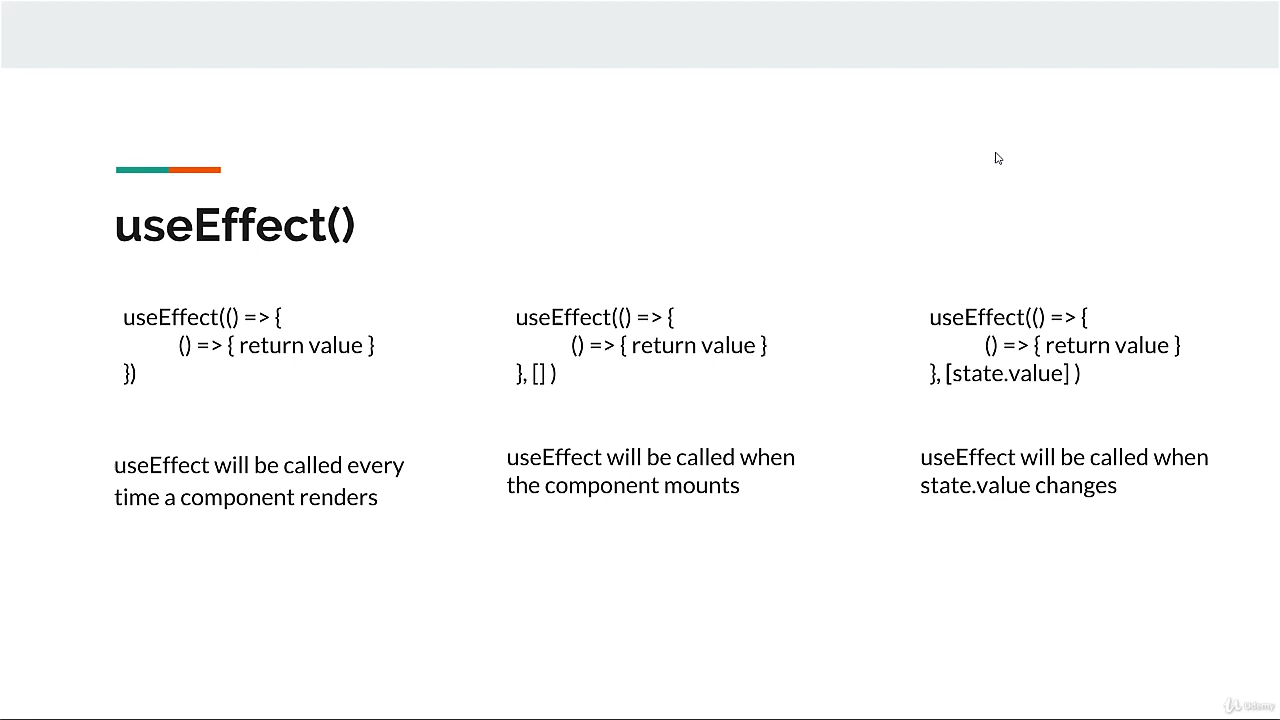 useEffect()
useEffect(() => {
() => { return value }
})
useEffect will be called every
time a component renders
useEffect(() => {
() => { return value }
}, [] )
useEffect will be called when
the component mounts
useEffect(() => {
() => { return value }
}, [state.value] )
useEffect will be called when
state.value changes
Udemy